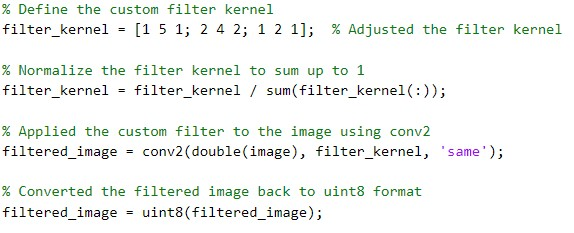 % Define the custom filter kernel
filter_kernel = [1 5 1; 2 4 2; 1 2 1];  % Adjusted the filter kernel
% Normalize the filter kernel to sum up to 1
filter_kernel = filter_kernel / sum(filter_kernel(:));
% Applied the custom filter to the image using conv2
filtered_image = conv2(double(image), filter_kernel, 'same');
% Converted the filtered image back to uint8 format
filtered_image = uint8(filtered_image);